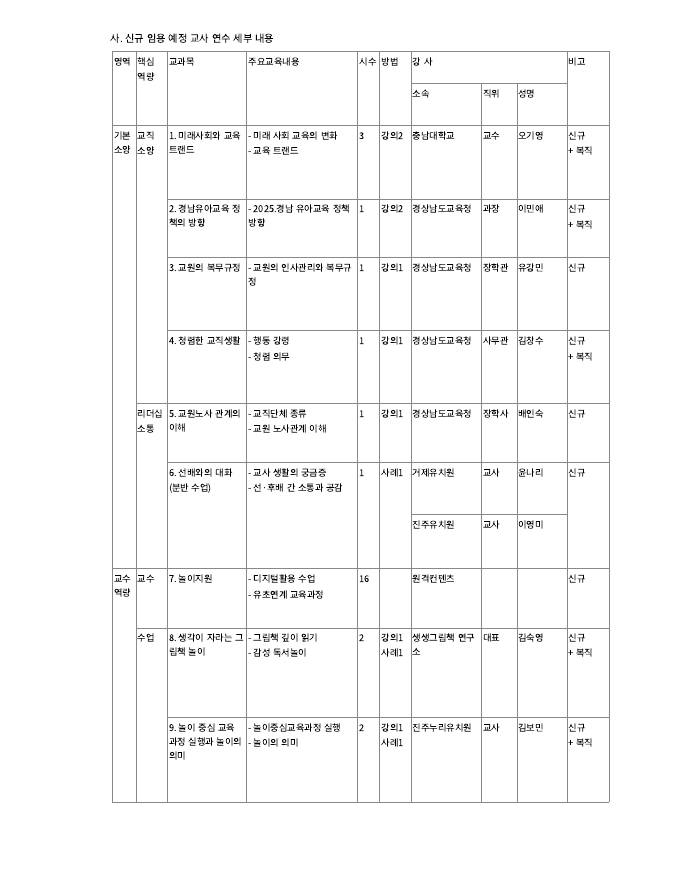 사. 신규 임용 예정 교사 연수 세부 내용
영역 핵심 교과목 주요교육내용 시수 방법 강 사 비고
역량
소속 직위 성명
기본 교직 1. 미래사회와 교육 - 미래 사회 교육의 변화 3 강의2 충남대학교 교수 오기영 신규
소양 소양 트랜드 - 교육 트랜드 + 복직
2. 경남유아교육 정 - 2025.경남 유아교육 정책 1 강의2 경상남도교육청 과장 이민애 신규
책의 방향 방향 + 복직
3. 교원의 복무규정 - 교원의 인사관리와 복무규 1 강의1 경상남도교육청 장학관 유강민 신규
정
4. 청렴한 교직생활 - 행동 강령 1 강의1 경상남도교육청 사무관 김창수 신규
- 청렴 의무 + 복직
리더십 5. 교원노사 관계의 - 교직단체 종류 1 강의1 경상남도교육청 장학사 배인숙 신규
소통 이해 - 교원 노사관계 이해
6. 선배와의 대화 - 교사 생활의 궁금증 1 사례1 거제유치원 교사 윤나리 신규
(분반 수업) - 선·후배 간 소통과 공감
진주유치원 교사 이영미
교수 교수 7. 놀이지원 - 디지털활용 수업 16 원격컨텐츠 신규
역량 - 유초연계 교육과정
수업 8. 생각이 자라는 그 - 그림책 깊이 읽기 2 강의1 생생그림책 연구 대표 김숙영 신규
림책 놀이 - 감성 독서놀이 사례1 소 + 복직
9. 놀이 중심 교육 - 놀이중심교육과정 실행 2 강의1 진주누리유치원 교사 김보민 신규
과정 실행과 놀이의 - 놀이의 의미 사례1 + 복직
의미